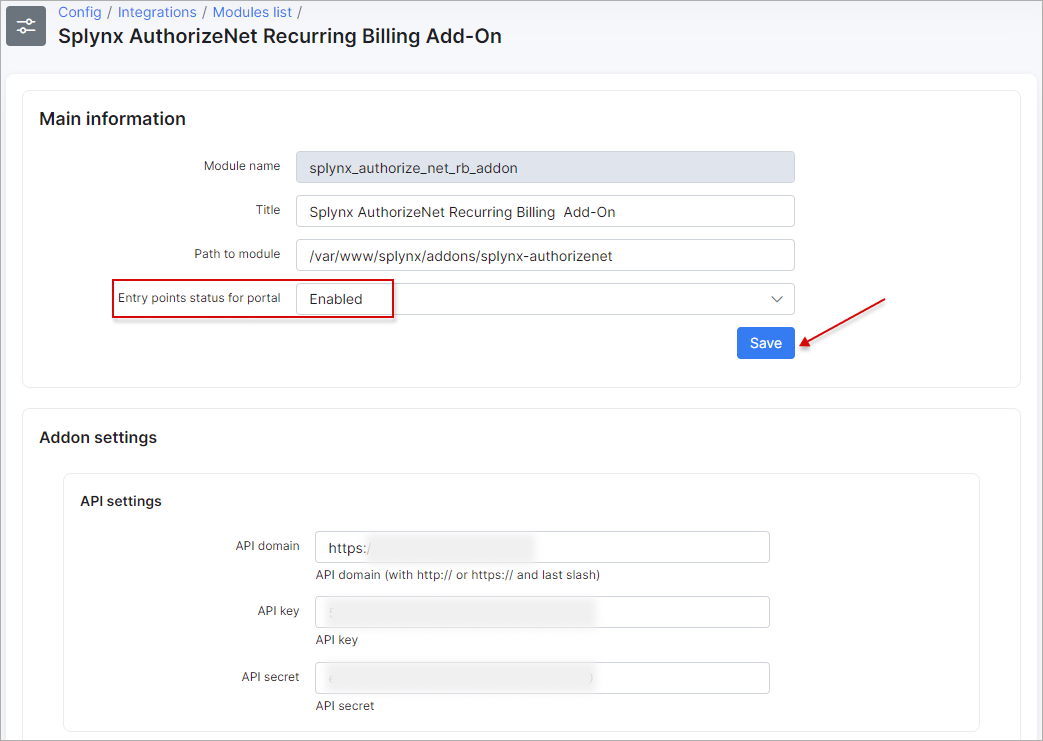 Config / Integrations / Modules list /
Splynx AuthorizeNet Recurring Billing Add-On
Main information
Module name splynx_authorize_net_rb_addon
Title Splynx AuthorizeNet Recurring Billing  Add-On
Path to module /var/www/splynx/addons/splynx-authorizenet
Entry points status for portal Enabled
Save
Addon settings
API settings
API domain https:/
API domain (with http:// or https:// and last slash)
API key
API key
API secret
API secret